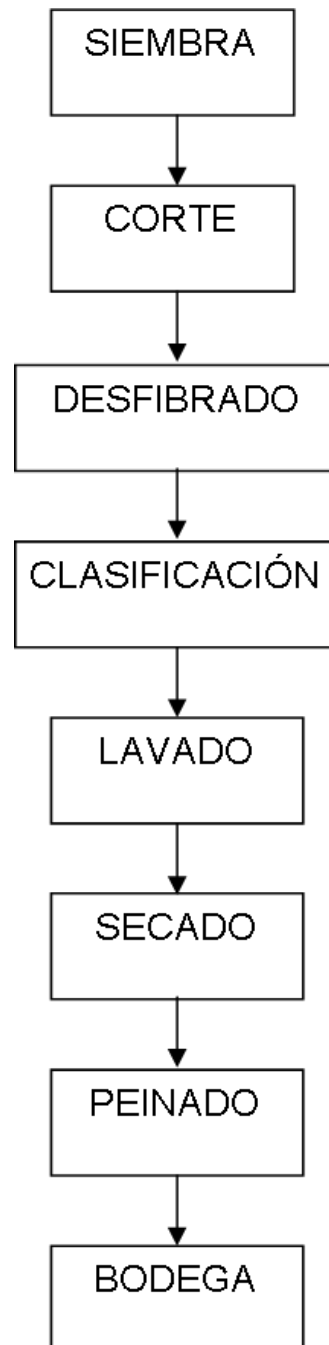 SIEMBRA
CORTE
DESFIBRADO
CLASIFICACIÓN
LAVADO
SECADO
PEINADO
BODEGA